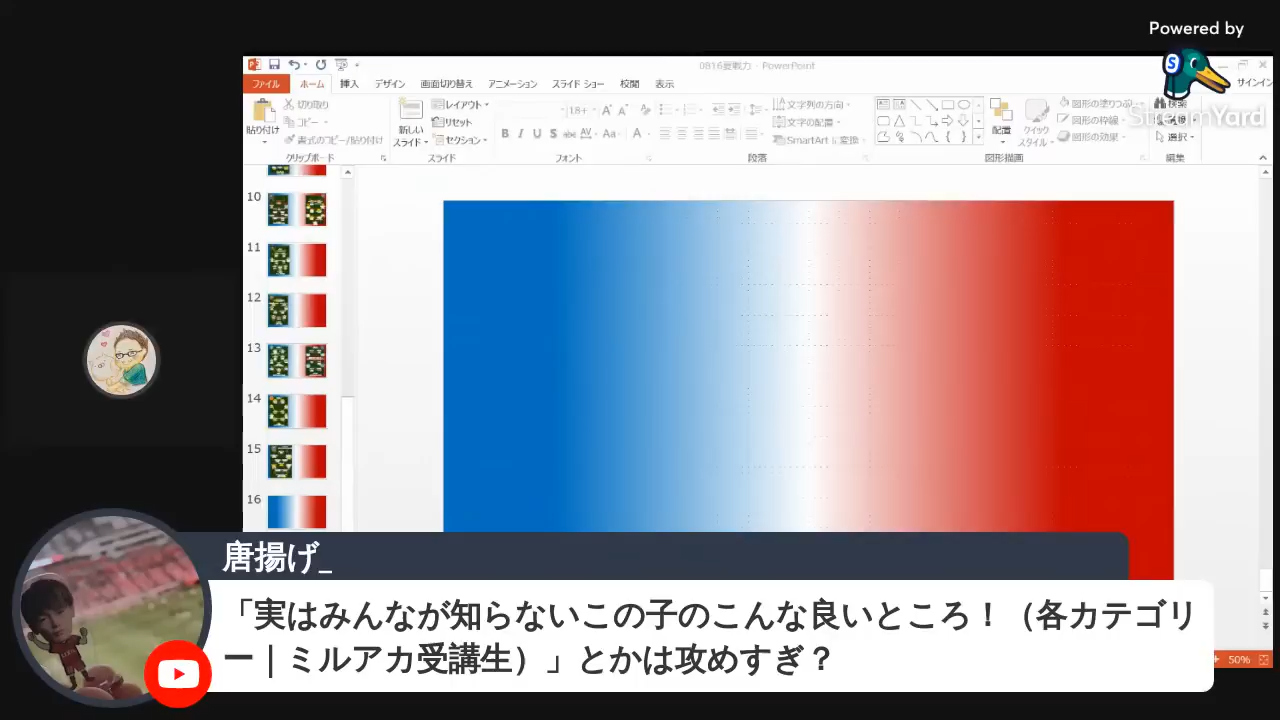 Powered by
StreamYard
0816夏戦力 - PowerPoint
サインイン
ファイル ホーム 挿入 デザイン 画面切り替え アニメーション スライド ショー 校閲 表示
貼り付け
切り取り
コピー
書式のコピー/貼り付け
クリップボード
新しい
スライド
レイアウト
リセット
セクション
スライド
18+
B I U S abc AV Aa A
フォント
文字列の方向
文字の配置
SmartArt に変換
段落
配置
クイック
スタイル
図形の塗りつぶし
図形の枠線
図形の効果
図形描画
検索
選択
編集
10
11
12
13
14
15
16
唐揚げ_
「実はみんなが知らないこの子のこんな良いところ！（各カテゴリ
ー｜ミルアカ受講生）」とかは攻めすぎ？
50%